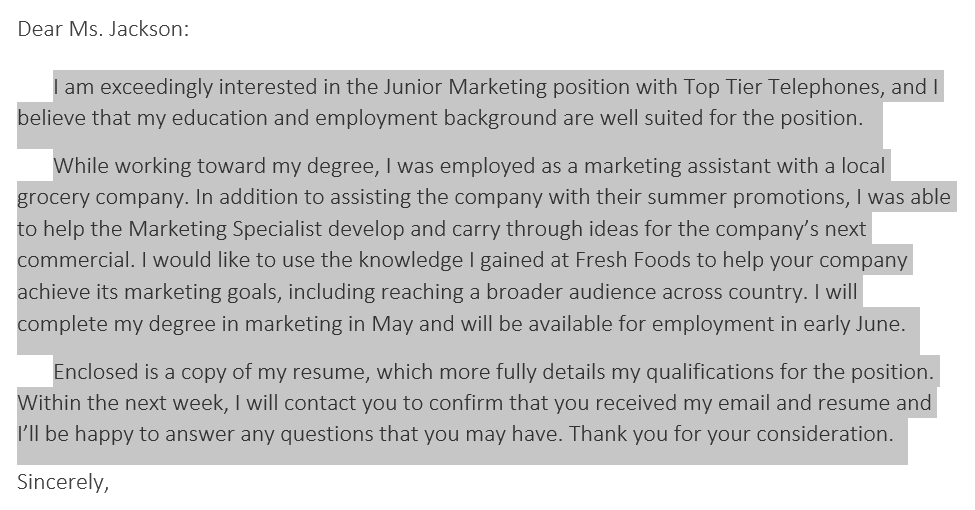 Dear Ms. Jackson:
I am exceedingly interested in the Junior Marketing position with Top Tier Telephones, and I
believe that my education and employment background are well suited for the position.
While working toward my degree, I was employed as a marketing assistant with a local
grocery company. In addition to assisting the company with their summer promotions, I was able
to help the Marketing Specialist develop and carry through ideas for the company’s next
commercial. I would like to use the knowledge I gained at Fresh Foods to help your company
achieve its marketing goals, including reaching a broader audience across country. I will
complete my degree in marketing in May and will be available for employment in early June.
Enclosed is a copy of my resume, which more fully details my qualifications for the position.
Within the next week, I will contact you to confirm that you received my email and resume and
I’ll be happy to answer any questions that you may have. Thank you for your consideration.
Sincerely,